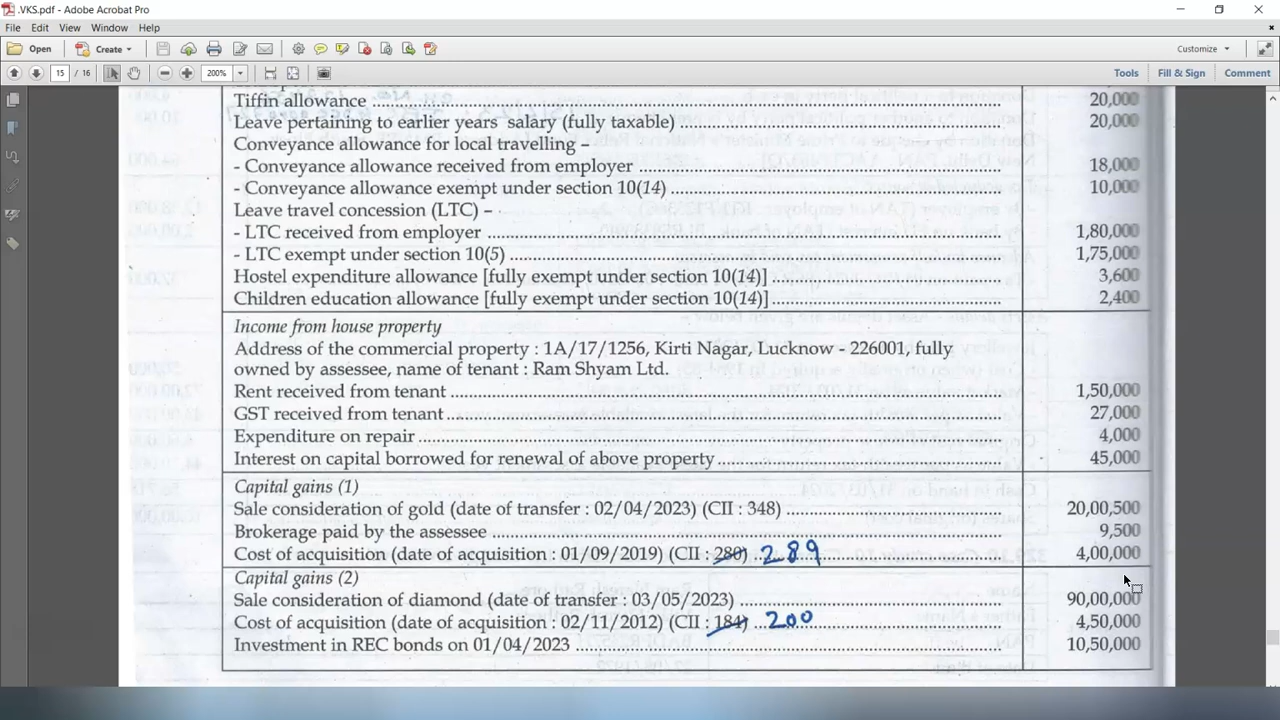 .VKS.pdf - Adobe Acrobat Pro
File Edit View Window Help
Open Create Customize
15 / 16 200% Tools Fill & Sign Comment
Tiffin allowance 20,000
Leave pertaining to earlier years salary (fully taxable) 20,000
Conveyance allowance for local travelling –
- Conveyance allowance received from employer 18,000
- Conveyance allowance exempt under section 10(14) 10,000
Leave travel concession (LTC) –
- LTC received from employer 1,80,000
- LTC exempt under section 10(5) 1,75,000
Hostel expenditure allowance [fully exempt under section 10(14)] 3,600
Children education allowance [fully exempt under section 10(14)] 2,400
Income from house property
Address of the commercial property : 1A/17/1256, Kirti Nagar, Lucknow - 226001, fully
owned by assessee, name of tenant : Ram Shyam Ltd.
Rent received from tenant 1,50,000
GST received from tenant 27,000
Expenditure on repair 4,000
Interest on capital borrowed for renewal of above property 45,000
Capital gains (1)
Sale consideration of gold (date of transfer : 02/04/2023) (CII : 348) 20,00,500
Brokerage paid by the assessee 9,500
Cost of acquisition (date of acquisition : 01/09/2019) (CII : 280) 289 4,00,000
Capital gains (2)
Sale consideration of diamond (date of transfer : 03/05/2023) 90,00,000
Cost of acquisition (date of acquisition : 02/11/2012) (CII : 184) 200 4,50,000
Investment in REC bonds on 01/04/2023 10,50,000